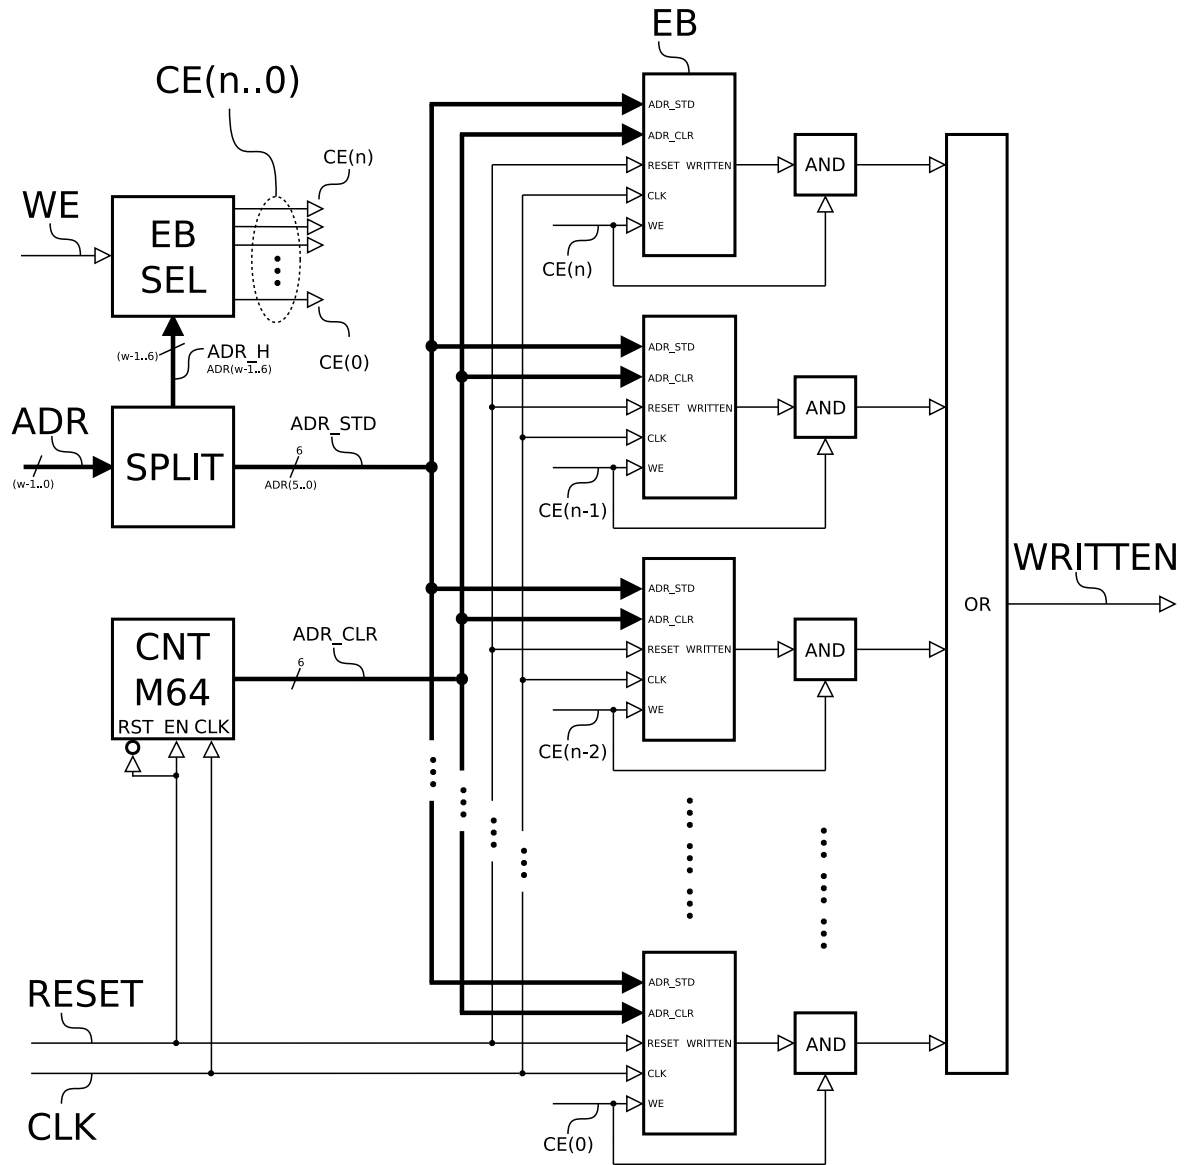 EB
CE(n..0)
CE(n)
WE
EB
SEL
CE(0)
(w-1..6)
ADR_H
ADR(w-1..6)
ADR
(w-1..0)
SPLIT
ADR_STD
6
ADR(5..0)
CNT
M64
RST EN CLK
ADR_CLR
6
RESET
CLK
ADR_STD
ADR_CLR
RESET WRITTEN
CLK
WE
CE(n)
AND
ADR_STD
ADR_CLR
RESET WRITTEN
CLK
WE
CE(n-1)
AND
ADR_STD
ADR_CLR
RESET WRITTEN
CLK
WE
CE(n-2)
AND
ADR_STD
ADR_CLR
RESET WRITTEN
CLK
WE
CE(0)
AND
OR
WRITTEN